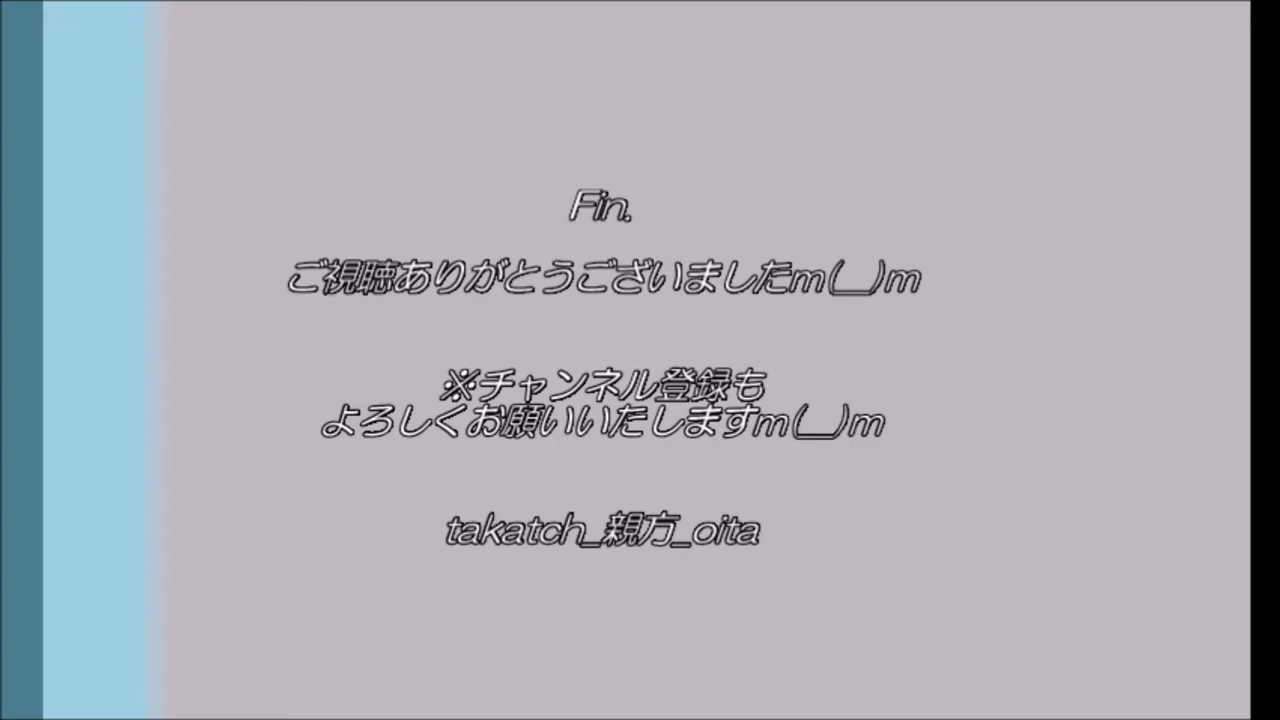 Fin.
ご視聴ありがとうございましたm(__)m
※チャンネル登録も
よろしくお願いいたしますm(__)m
takatch_親方_oita